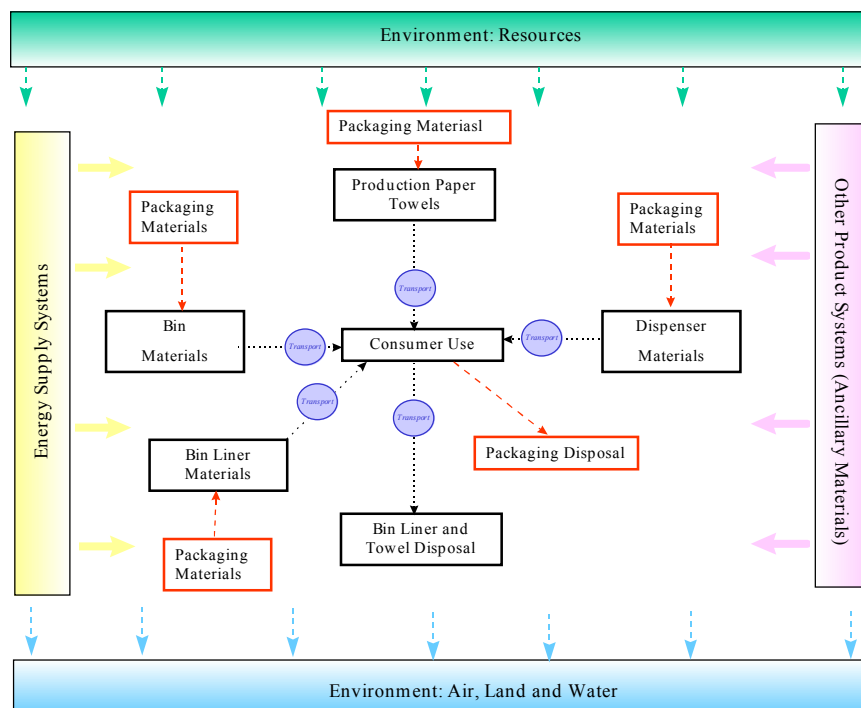 Environment: Resources
Packaging Materiasl
Production Paper
Towels
Packaging
Materials
Packaging
Materials
Energy Supply Systems
Other Product Systems (Ancillary Materials)
Transport
Bin
Materials
Transport
Consumer Use
Transport
Dispenser
Materials
Transport
Transport
Bin Liner
Materials
Packaging Disposal
Bin Liner and
Towel Disposal
Packaging
Materials
Environment: Air, Land and Water